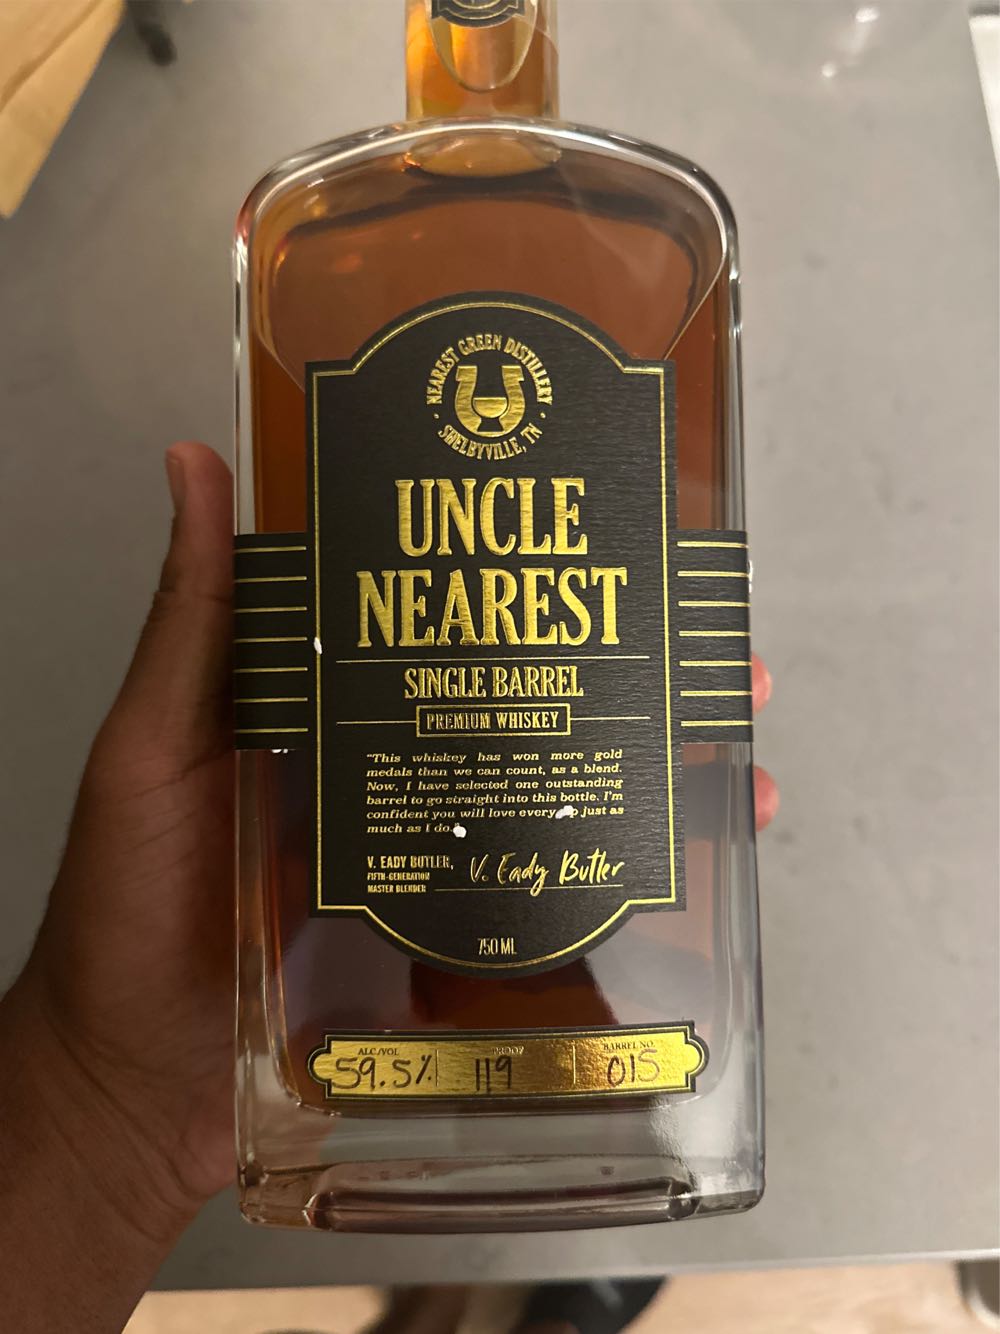 NEAREST GREEN DISTILLERY
SHELBYVILLE, TN
UNCLE
NEAREST
SINGLE BARREL
PREMIUM WHISKEY
"This whiskey has won more gold
medals than we can count, as a blend.
Now, I have selected one outstanding
barrel to go straight into this bottle. I'm
confident you will love every just as
much as I do."
V. EADY BUTLER,
FIFTH-GENERATION
MASTER BLENDER
V. Eady Butler
750 ML
ALC/VOL PROOF BARREL NO.
59.5% 119 015